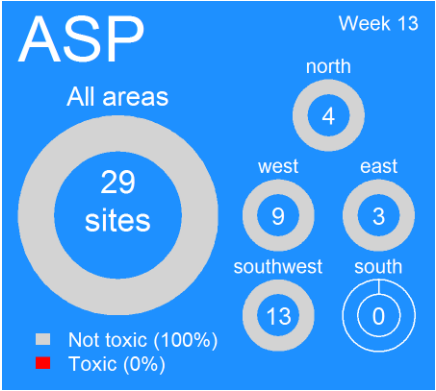 ASP
Week 13
All areas
29
sites
north
4
west
9
east
3
southwest
13
south
0
Not toxic (100%)
Toxic (0%)